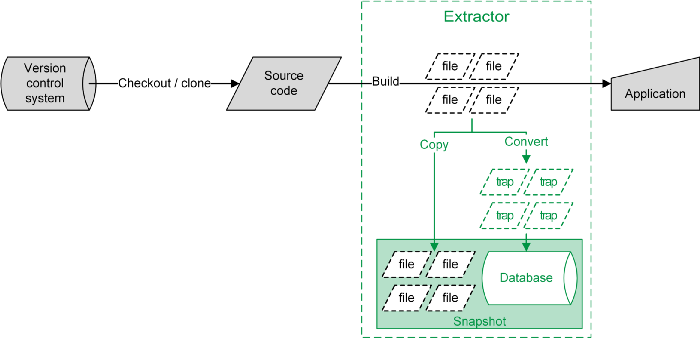 Extractor
Version
control
system
Checkout / clone
Source
code
Build
file file
file file
Application
Copy
Convert
trap trap
trap trap
file file
file file
Database
Snapshot